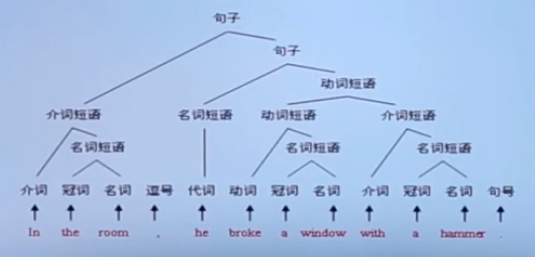 句子
句子
动词短语
介词短语 名词短语 动词短语 介词短语
名词短语 名词短语 名词短语
介词 冠词 名词 逗号 代词 动词 冠词 名词 介词 冠词 名词 句号
In the room , he broke a window with a hammer .